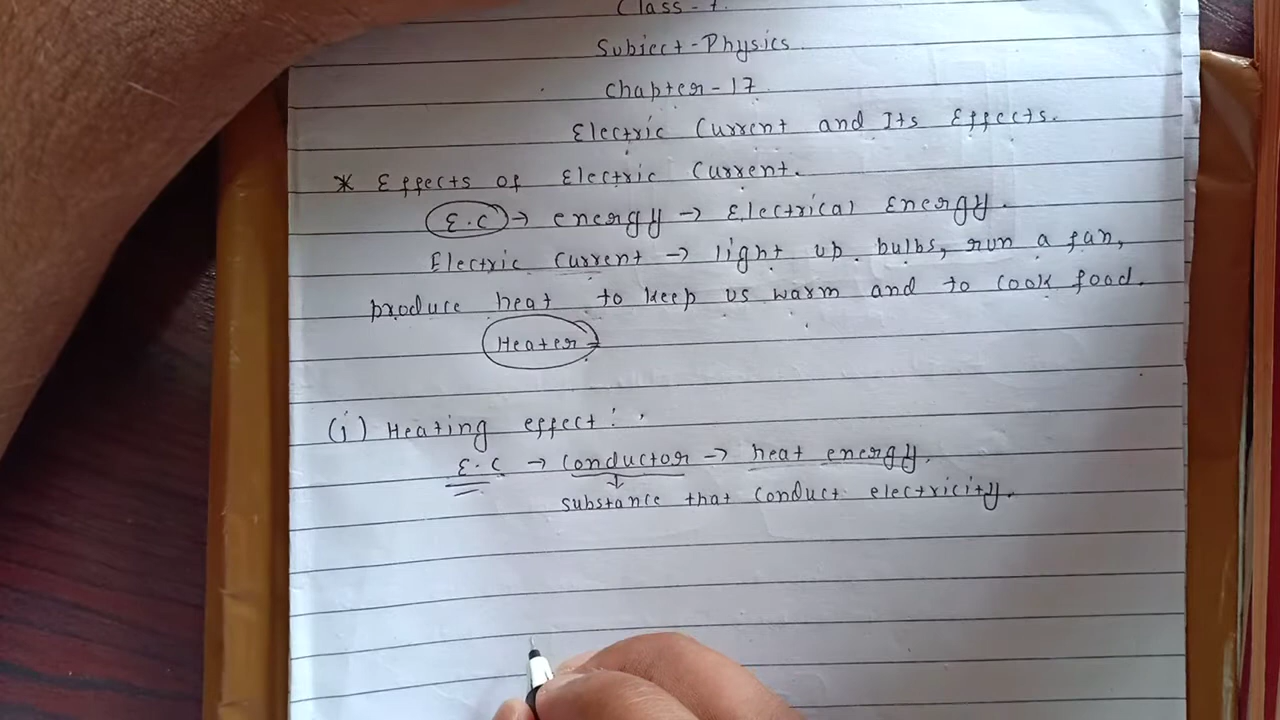 Class - 7.
Subject - Physics.
Chapter - 17.
Electric Current and Its Effects.
* Effects of Electric Current.
E.C → energy → Electrical Energy.
Electric Current → light up bulbs, run a fan,
produce heat to keep us warm and to cook food.
Heater
(i) Heating effect :
E.C → conductor → heat energy.
↓
substance that conduct electricity.